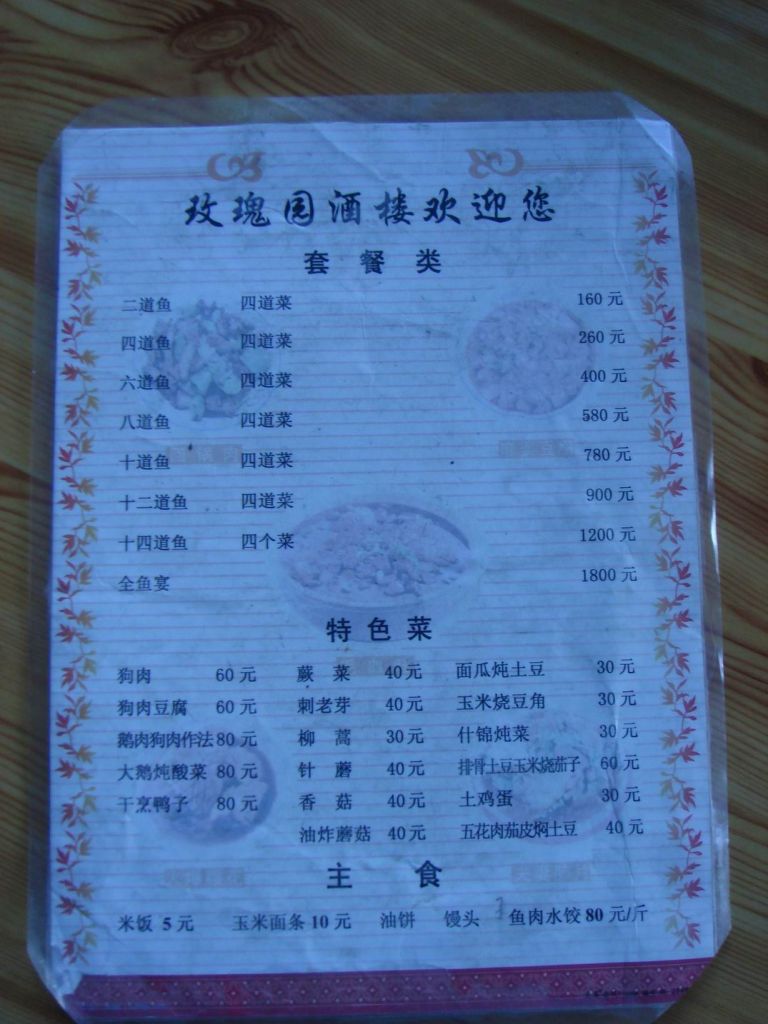 玫瑰园酒楼欢迎您
套餐类
二道鱼 四道菜 160元
四道鱼 四道菜 260元
六道鱼 四道菜 400元
八道鱼 四道菜 580元
十道鱼 四道菜 780元
十二道鱼 四道菜 900元
十四道鱼 四个菜 1200元
全鱼宴 1800元
特色菜
狗肉 60元 蕨菜 40元 面瓜炖土豆 30元
狗肉豆腐 60元 刺老芽 40元 玉米烧豆角 30元
鹅肉狗肉作法 80元 柳蒿 30元 什锦炖菜 30元
大鹅炖酸菜 80元 针蘑 40元 排骨土豆玉米烧茄子 60元
干烹鸭子 80元 香菇 40元 土鸡蛋 30元
油炸蘑菇 40元 五花肉茄皮焖土豆 40元
主食
米饭 5元 玉米面条 10元 油饼 馒头 鱼肉水饺 80元/斤